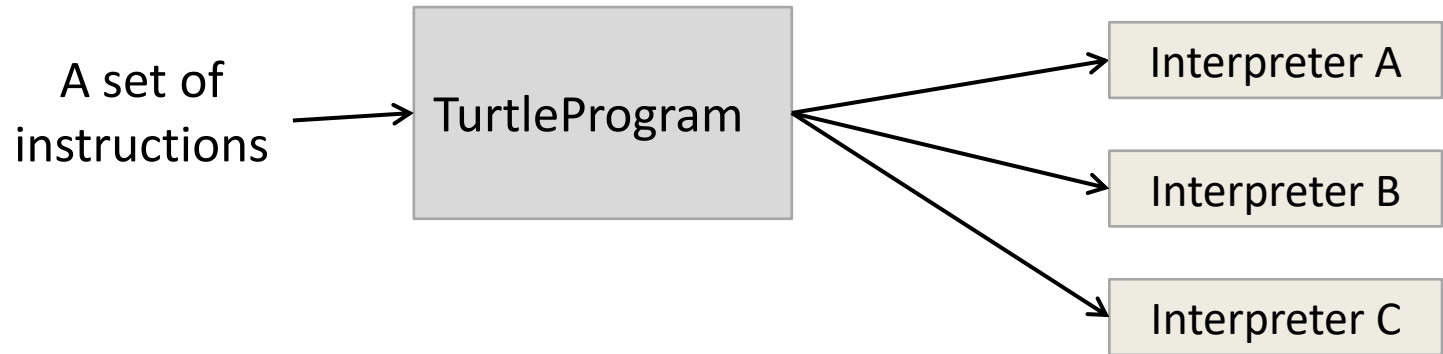 A set of
instructions
TurtleProgram
Interpreter A
Interpreter B
Interpreter C